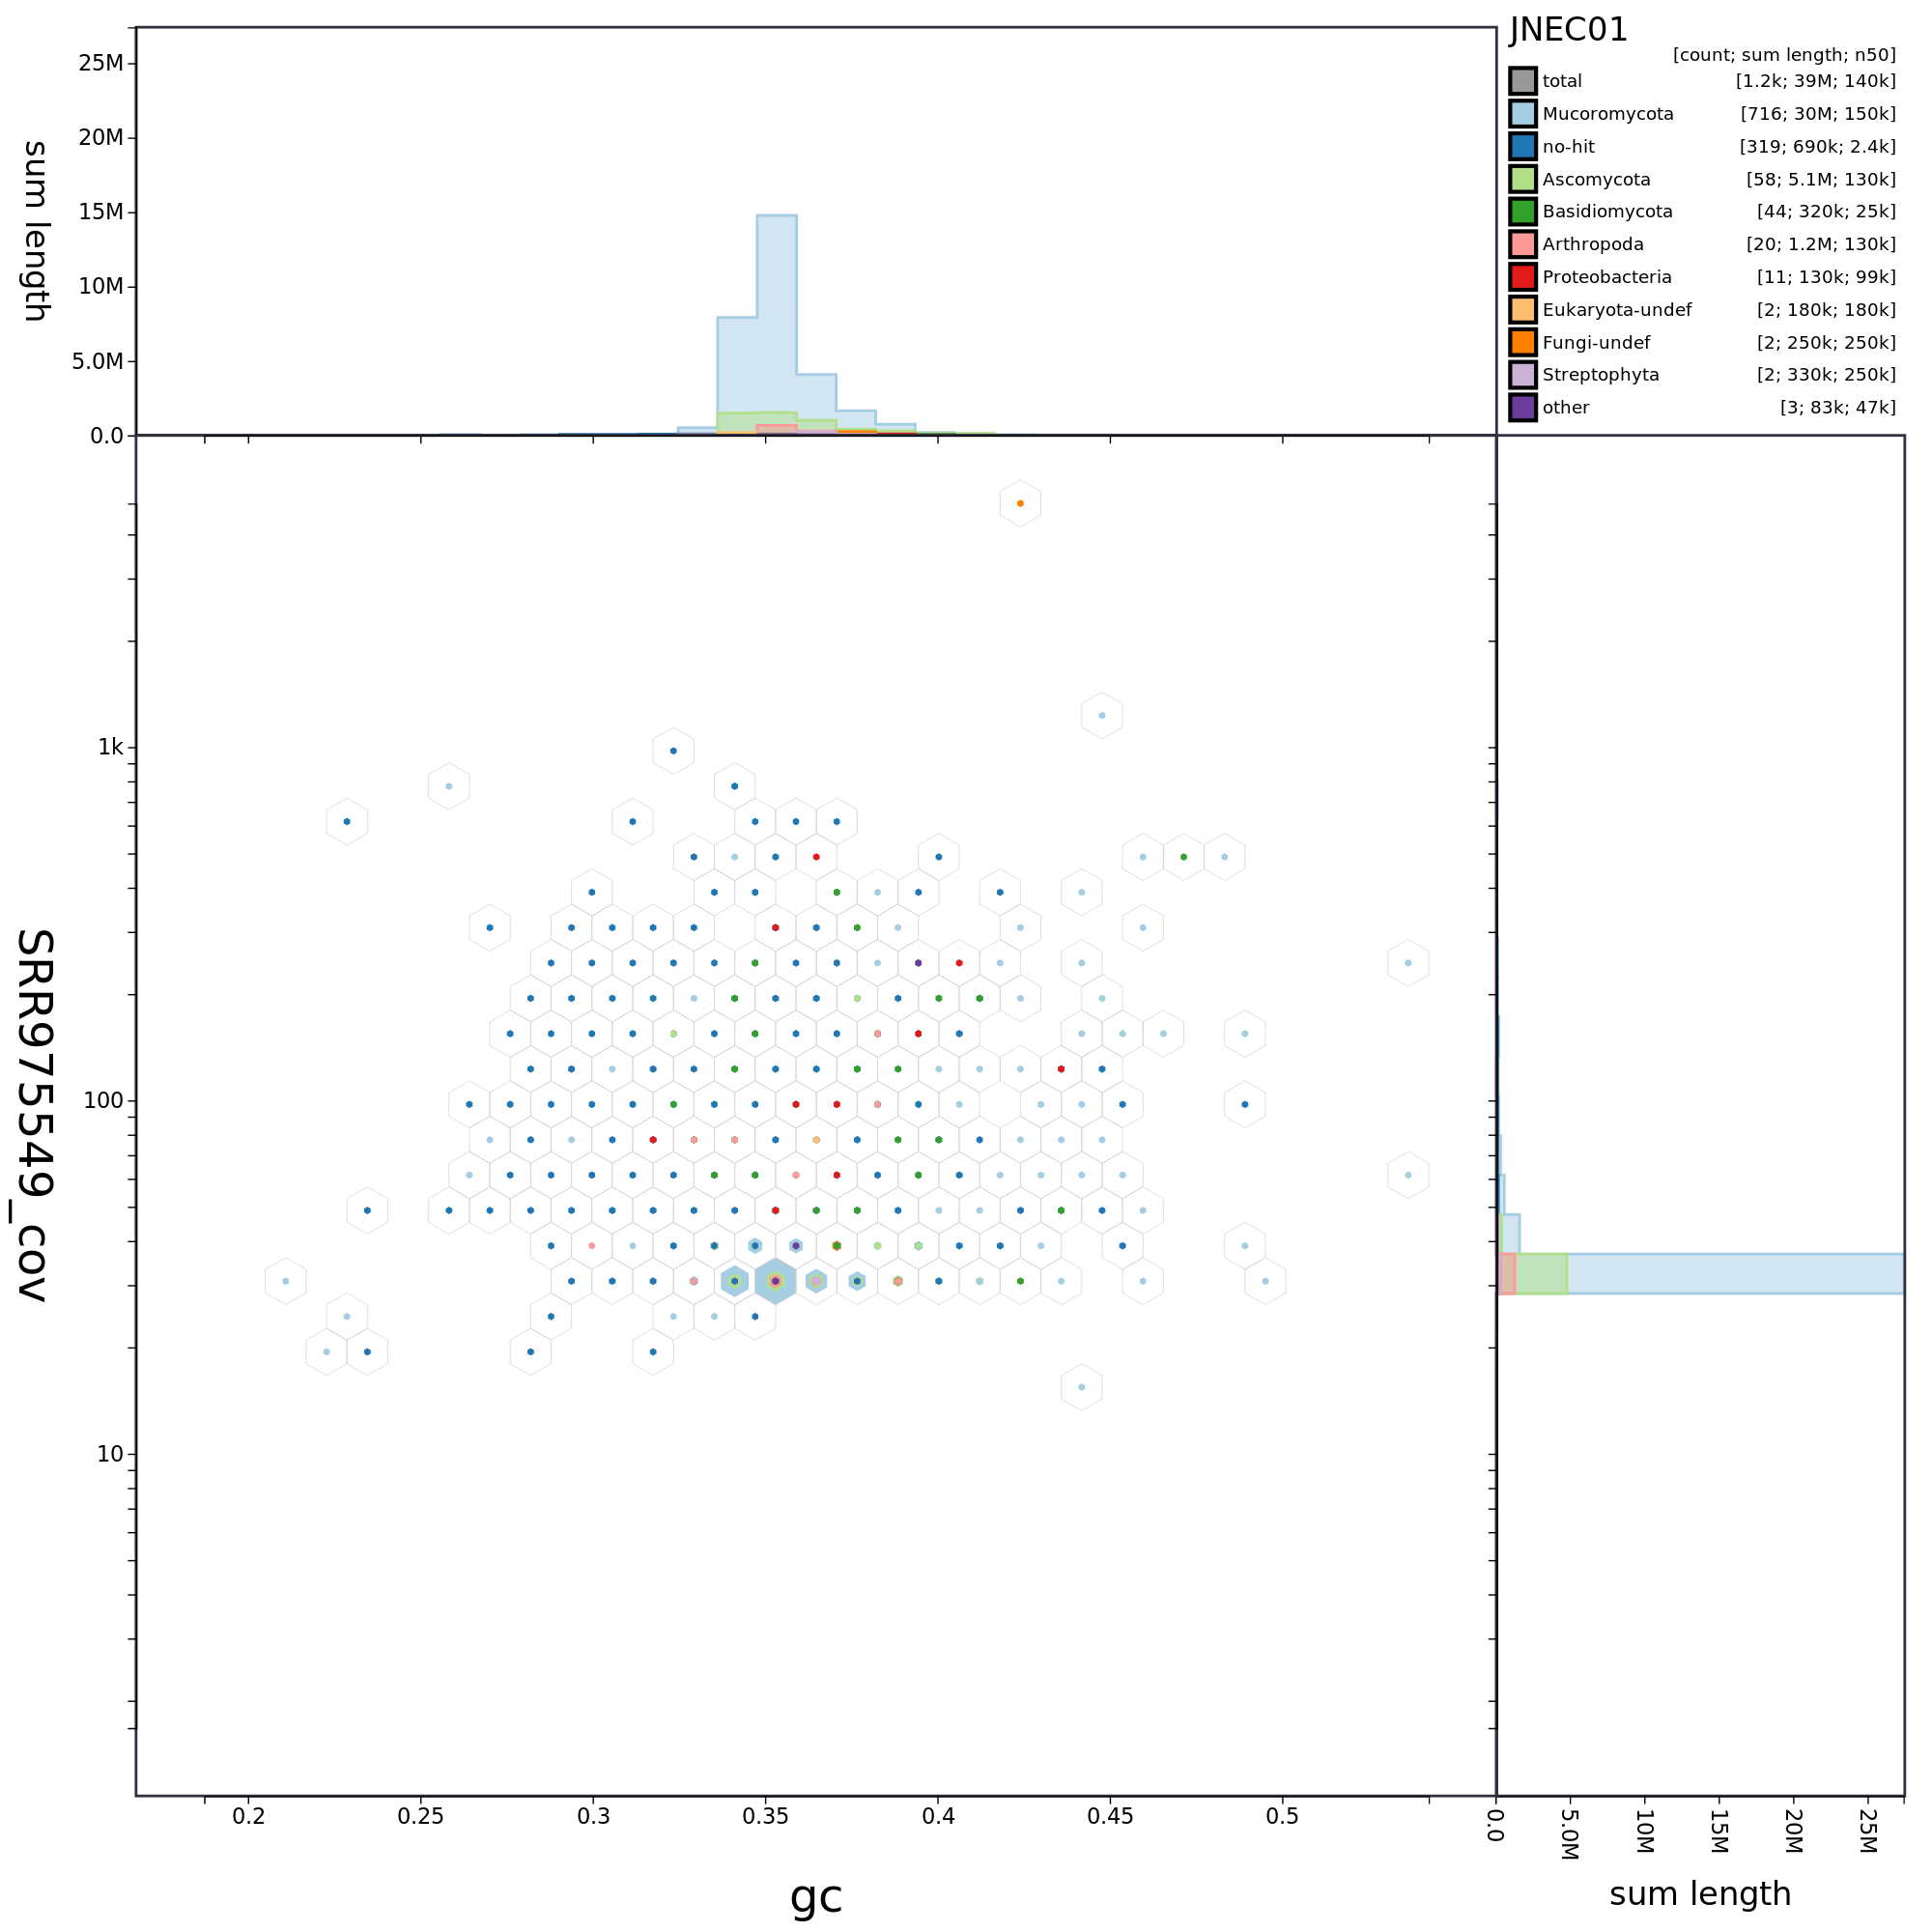 JNEC01
[count; sum length; n50]
total [1.2k; 39M; 140k]
Mucoromycota [716; 30M; 150k]
no-hit [319; 690k; 2.4k]
Ascomycota [58; 5.1M; 130k]
Basidiomycota [44; 320k; 25k]
Arthropoda [20; 1.2M; 130k]
Proteobacteria [11; 130k; 99k]
Eukaryota-undef [2; 180k; 180k]
Fungi-undef [2; 250k; 250k]
Streptophyta [2; 330k; 250k]
other [3; 83k; 47k]
sum length
25M
20M
15M
10M
5.0M
0.0
SRR975549_cov
1k
100
10
0.2 0.25 0.3 0.35 0.4 0.45 0.5
gc
0.0 5.0M 10M 15M 20M 25M
sum length